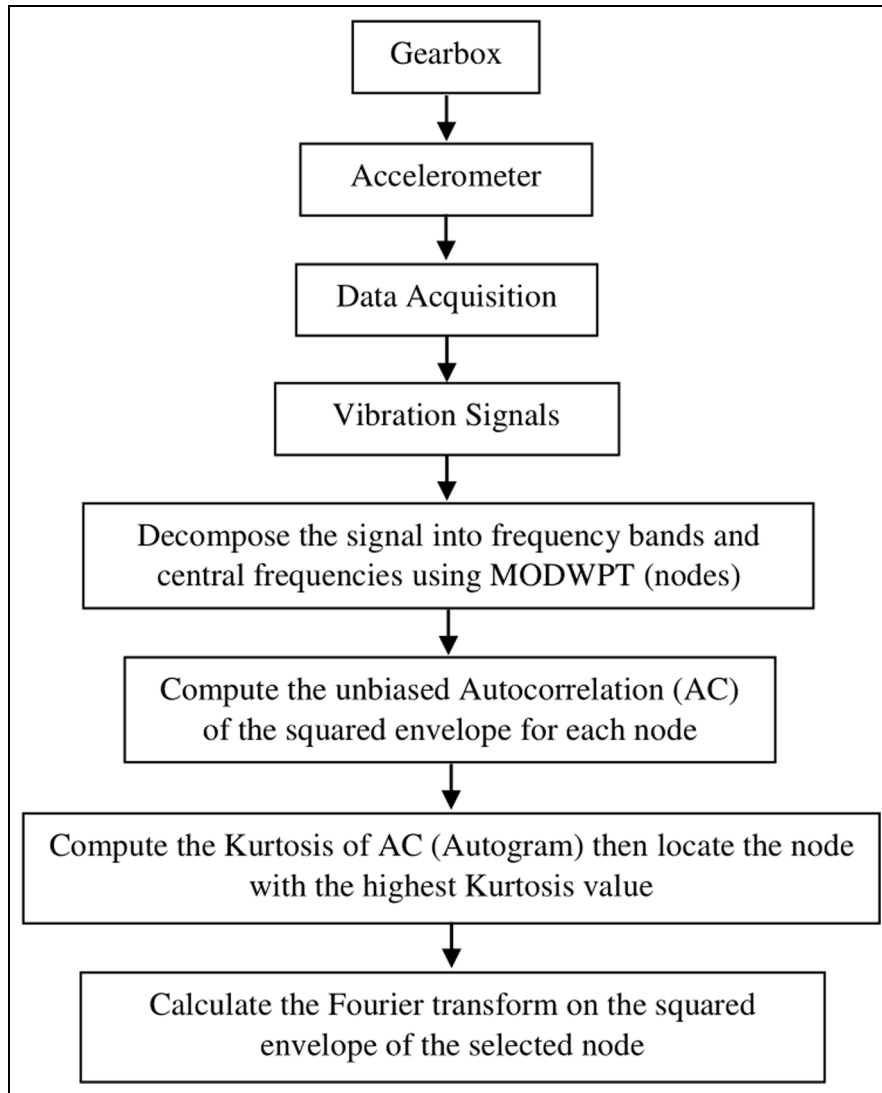 Gearbox
Accelerometer
Data Acquisition
Vibration Signals
Decompose the signal into frequency bands and
central frequencies using MODWPT (nodes)
Compute the unbiased Autocorrelation (AC)
of the squared envelope for each node
Compute the Kurtosis of AC (Autogram) then locate the node
with the highest Kurtosis value
Calculate the Fourier transform on the squared
envelope of the selected node